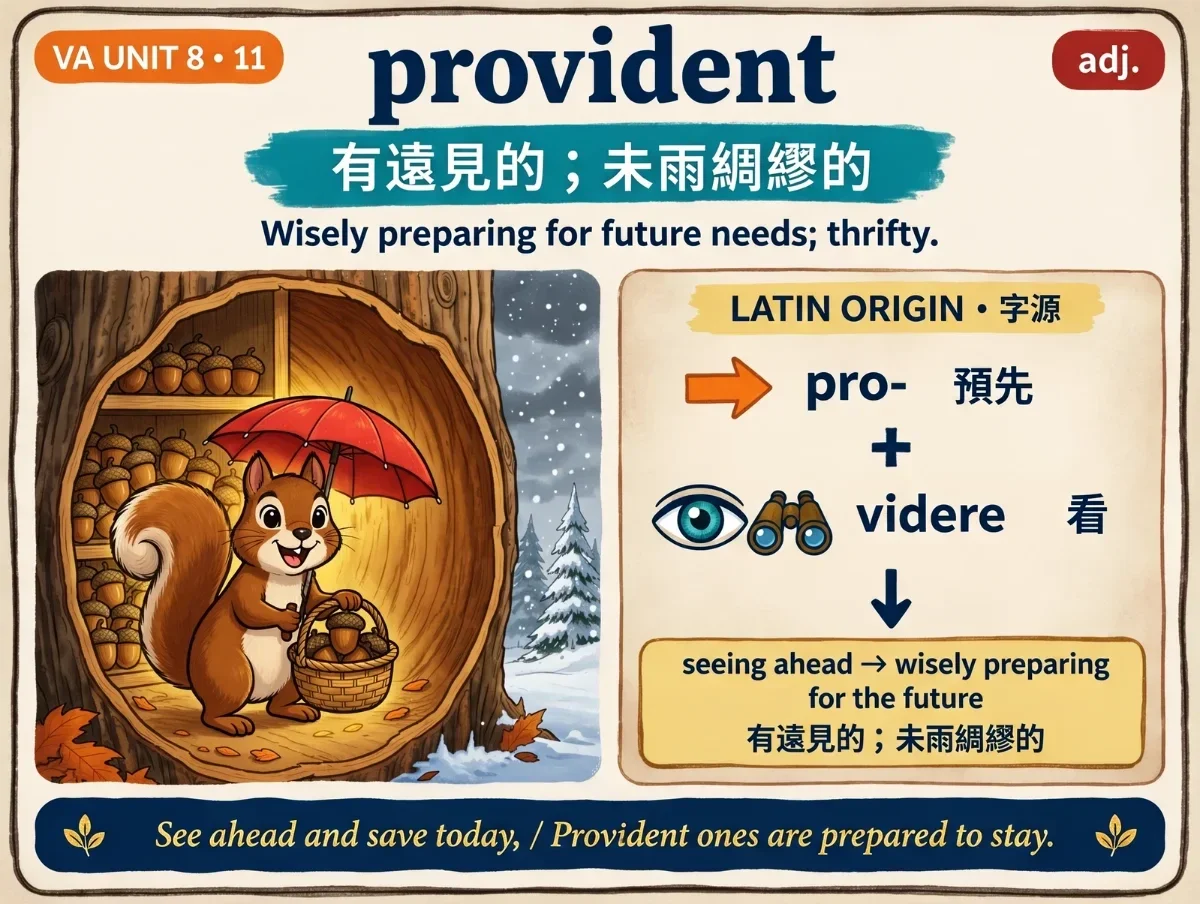 VA UNIT 8 • 11
provident
adj.
有遠見的；未雨綢繆的
Wisely preparing for future needs; thrifty.
LATIN ORIGIN • 字源
pro- 預先
+
videre 看
seeing ahead → wisely preparing
for the future
有遠見的；未雨綢繆的
See ahead and save today, / Provident ones are prepared to stay.